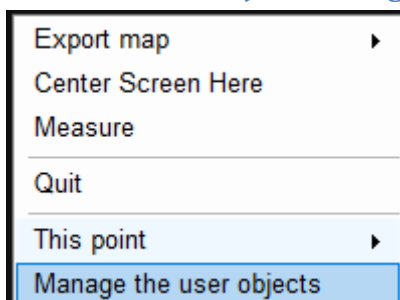 Export map
Center Screen Here
Measure
Quit
This point
Manage the user objects